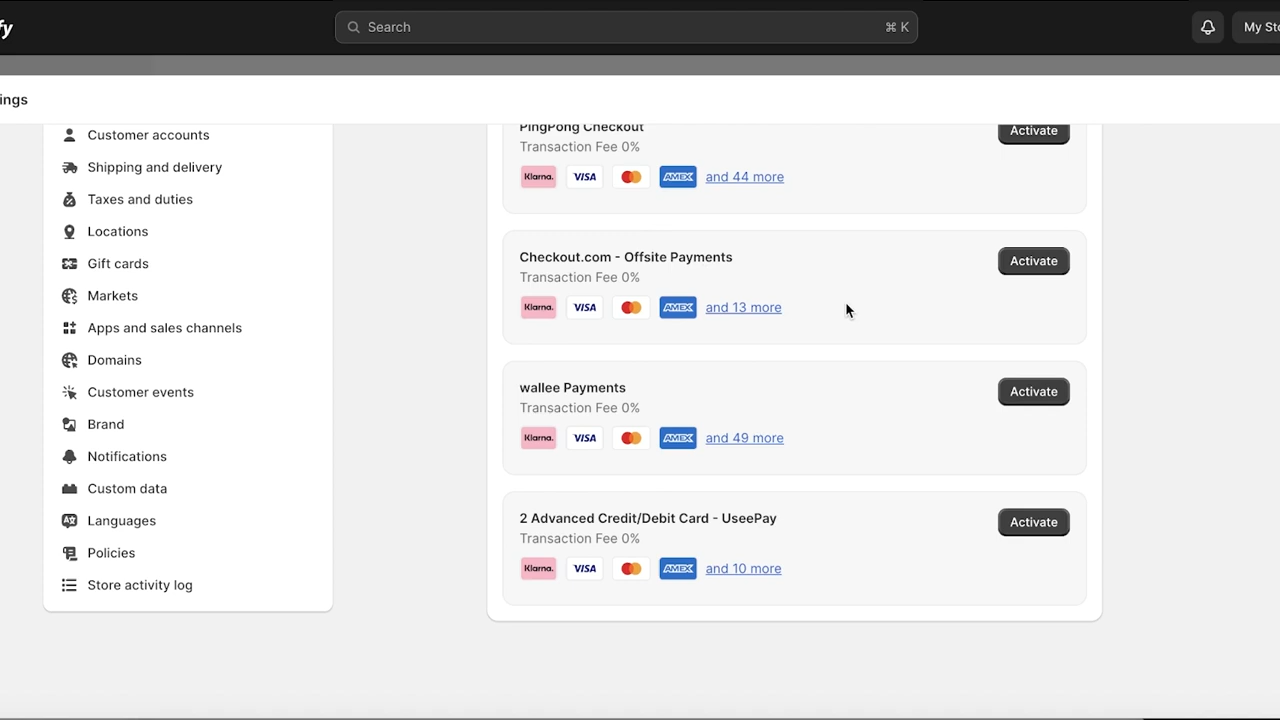 fy
Search
⌘ K
My Sto
ings
Customer accounts
Shipping and delivery
Taxes and duties
Locations
Gift cards
Markets
Apps and sales channels
Domains
Customer events
Brand
Notifications
Custom data
Languages
Policies
Store activity log
PingPong Checkout
Activate
Transaction Fee 0%
Klarna. VISA AMEX and 44 more
Checkout.com - Offsite Payments
Activate
Transaction Fee 0%
Klarna. VISA AMEX and 13 more
wallee Payments
Activate
Transaction Fee 0%
Klarna. VISA AMEX and 49 more
2 Advanced Credit/Debit Card - UseePay
Activate
Transaction Fee 0%
Klarna. VISA AMEX and 10 more